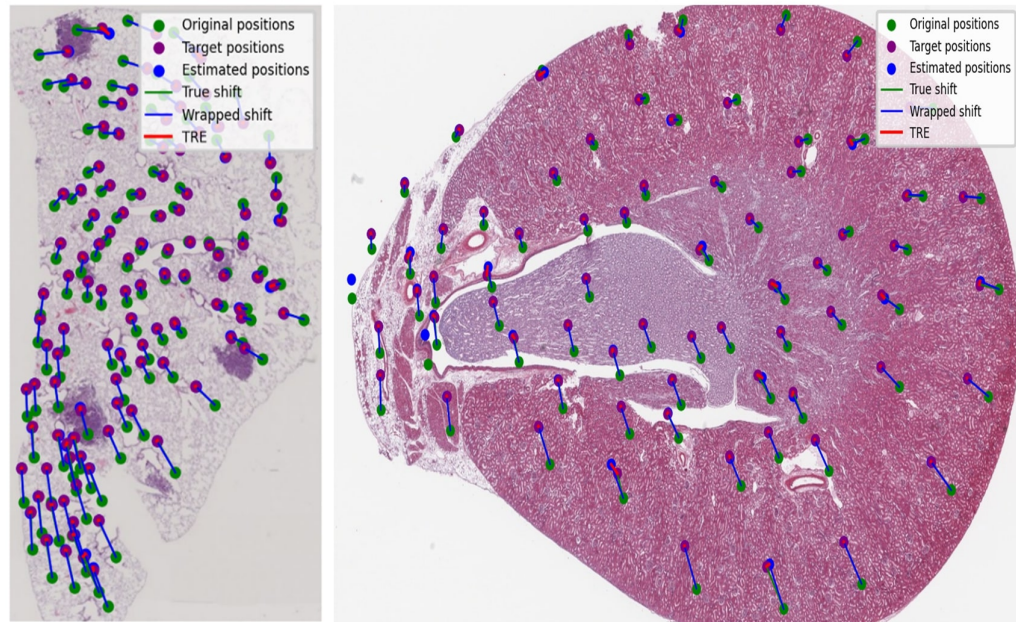 Original positions
Target positions
Estimated positions
True shift
Wrapped shift
TRE
Original positions
Target positions
Estimated positions
True shift
Wrapped shift
TRE